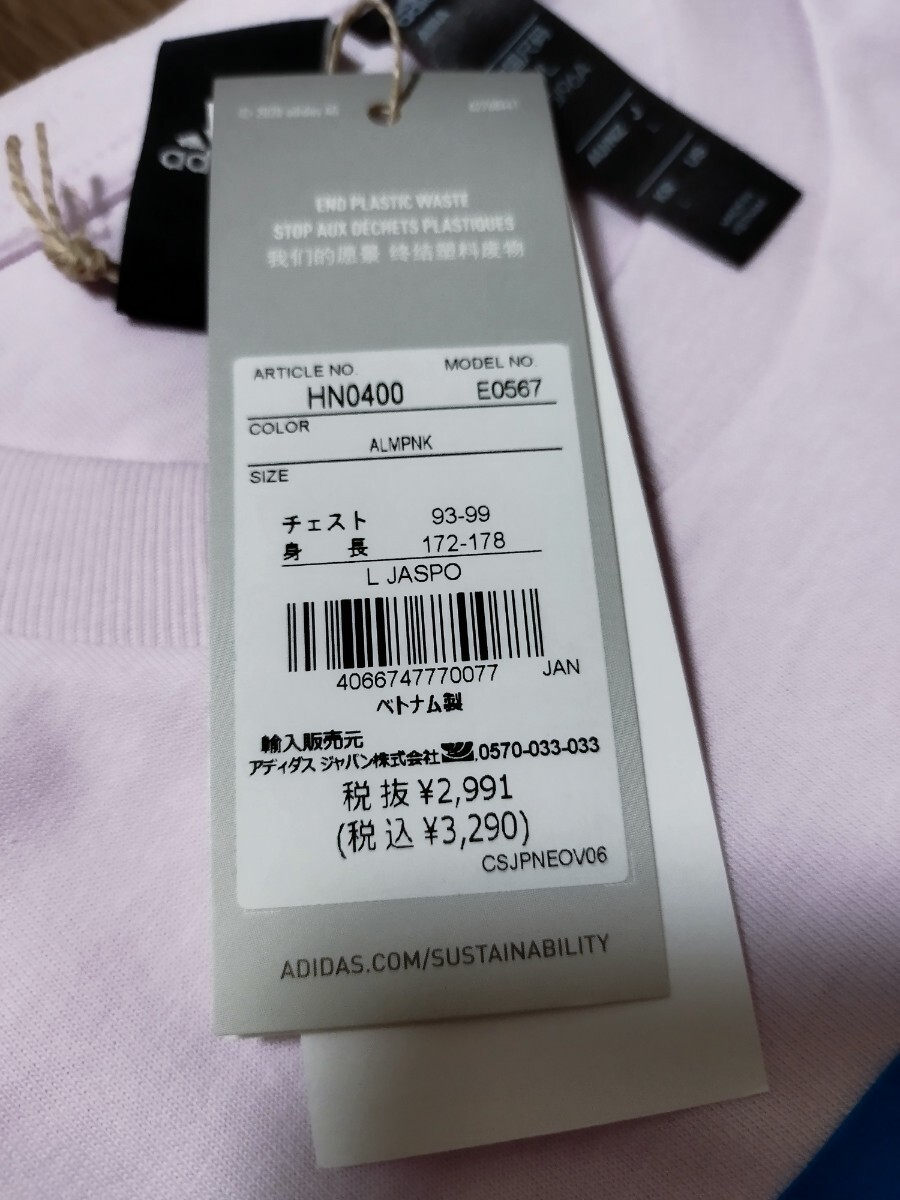 © 2020 adidas AG
END PLASTIC WASTE
STOP AUX DÉCHETS PLASTIQUES
我们的愿景 终结塑料废物
ARTICLE NO. MODEL NO.
HN0400 E0567
COLOR
ALMPNK
SIZE
チェスト 93-99
身長 172-178
L JASPO
4066747770077 JAN
ベトナム製
輸入販売元
アディダス ジャパン株式会社 0570-033-033
税抜 ¥2,991
(税込 ¥3,290)
CSJPNEOV06
ADIDAS.COM/SUSTAINABILITY